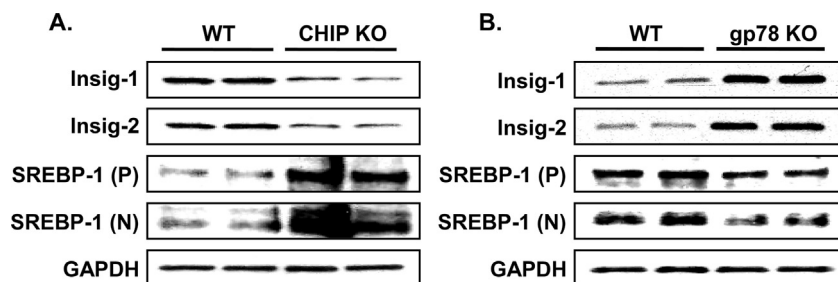 A.
WT CHIP KO
Insig-1
Insig-2
SREBP-1 (P)
SREBP-1 (N)
GAPDH
B.
WT gp78 KO
Insig-1
Insig-2
SREBP-1 (P)
SREBP-1 (N)
GAPDH